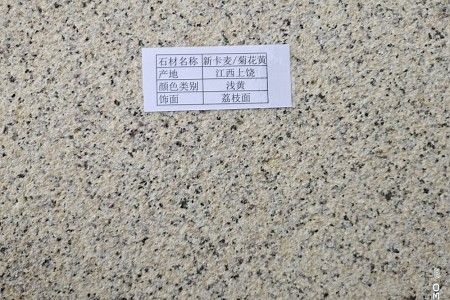 石材名称 新卡麦/菊花黄
产地 江西上饶
颜色类别 浅黄
饰面 荔枝面